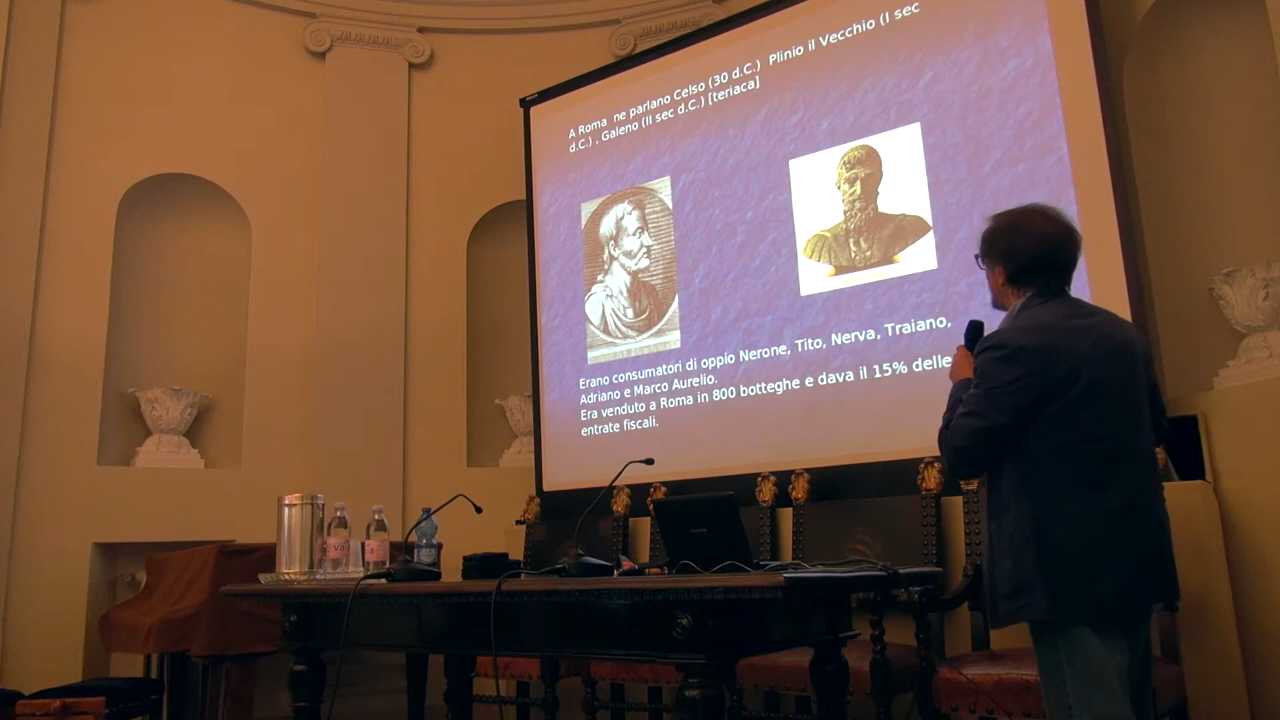 A Roma ne parlano Celso (30 d.C.) Plinio il Vecchio (I sec
d.C.) , Galeno (II sec d.C.) [teriaca]
Erano consumatori di oppio Nerone, Tito, Nerva, Traiano,
Adriano e Marco Aurelio.
Era venduto a Roma in 800 botteghe e dava il 15% delle
entrate fiscali.